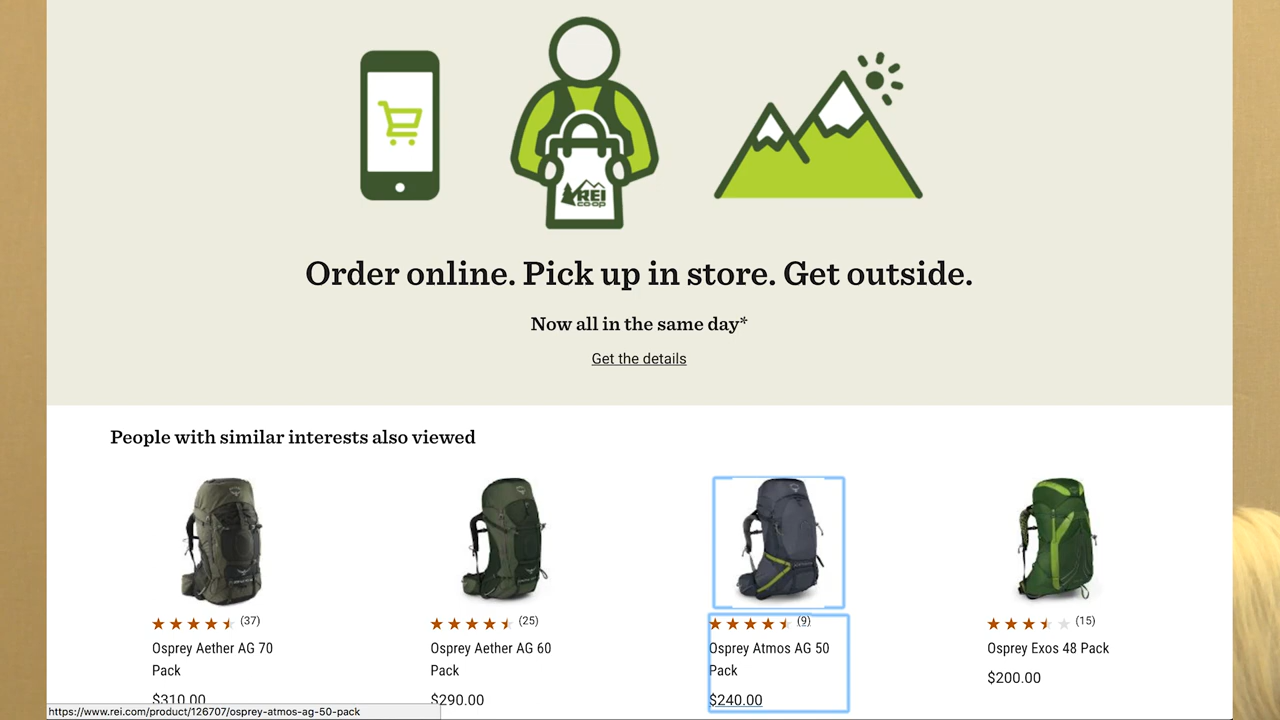 REI
co·op
Order online. Pick up in store. Get outside.
Now all in the same day*
Get the details
People with similar interests also viewed
(37)
Osprey Aether AG 70
Pack
$310.00
(25)
Osprey Aether AG 60
Pack
$290.00
(9)
Osprey Atmos AG 50
Pack
$240.00
(15)
Osprey Exos 48 Pack
$200.00
https://www.rei.com/product/126707/osprey-atmos-ag-50-pack